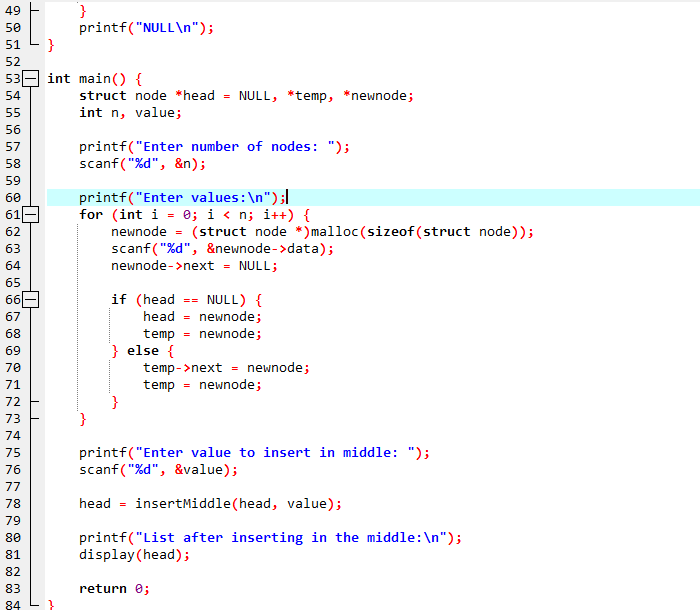 49 }
50 printf("NULL\n");
51 }
52
53 int main() {
54 struct node *head = NULL, *temp, *newnode;
55 int n, value;
56
57 printf("Enter number of nodes: ");
58 scanf("%d", &n);
59
60 printf("Enter values:\n");
61 for (int i = 0; i < n; i++) {
62 newnode = (struct node *)malloc(sizeof(struct node));
63 scanf("%d", &newnode->data);
64 newnode->next = NULL;
65
66 if (head == NULL) {
67 head = newnode;
68 temp = newnode;
69 } else {
70 temp->next = newnode;
71 temp = newnode;
72 }
73 }
74
75 printf("Enter value to insert in middle: ");
76 scanf("%d", &value);
77
78 head = insertMiddle(head, value);
79
80 printf("List after inserting in the middle:\n");
81 display(head);
82
83 return 0;
84 }